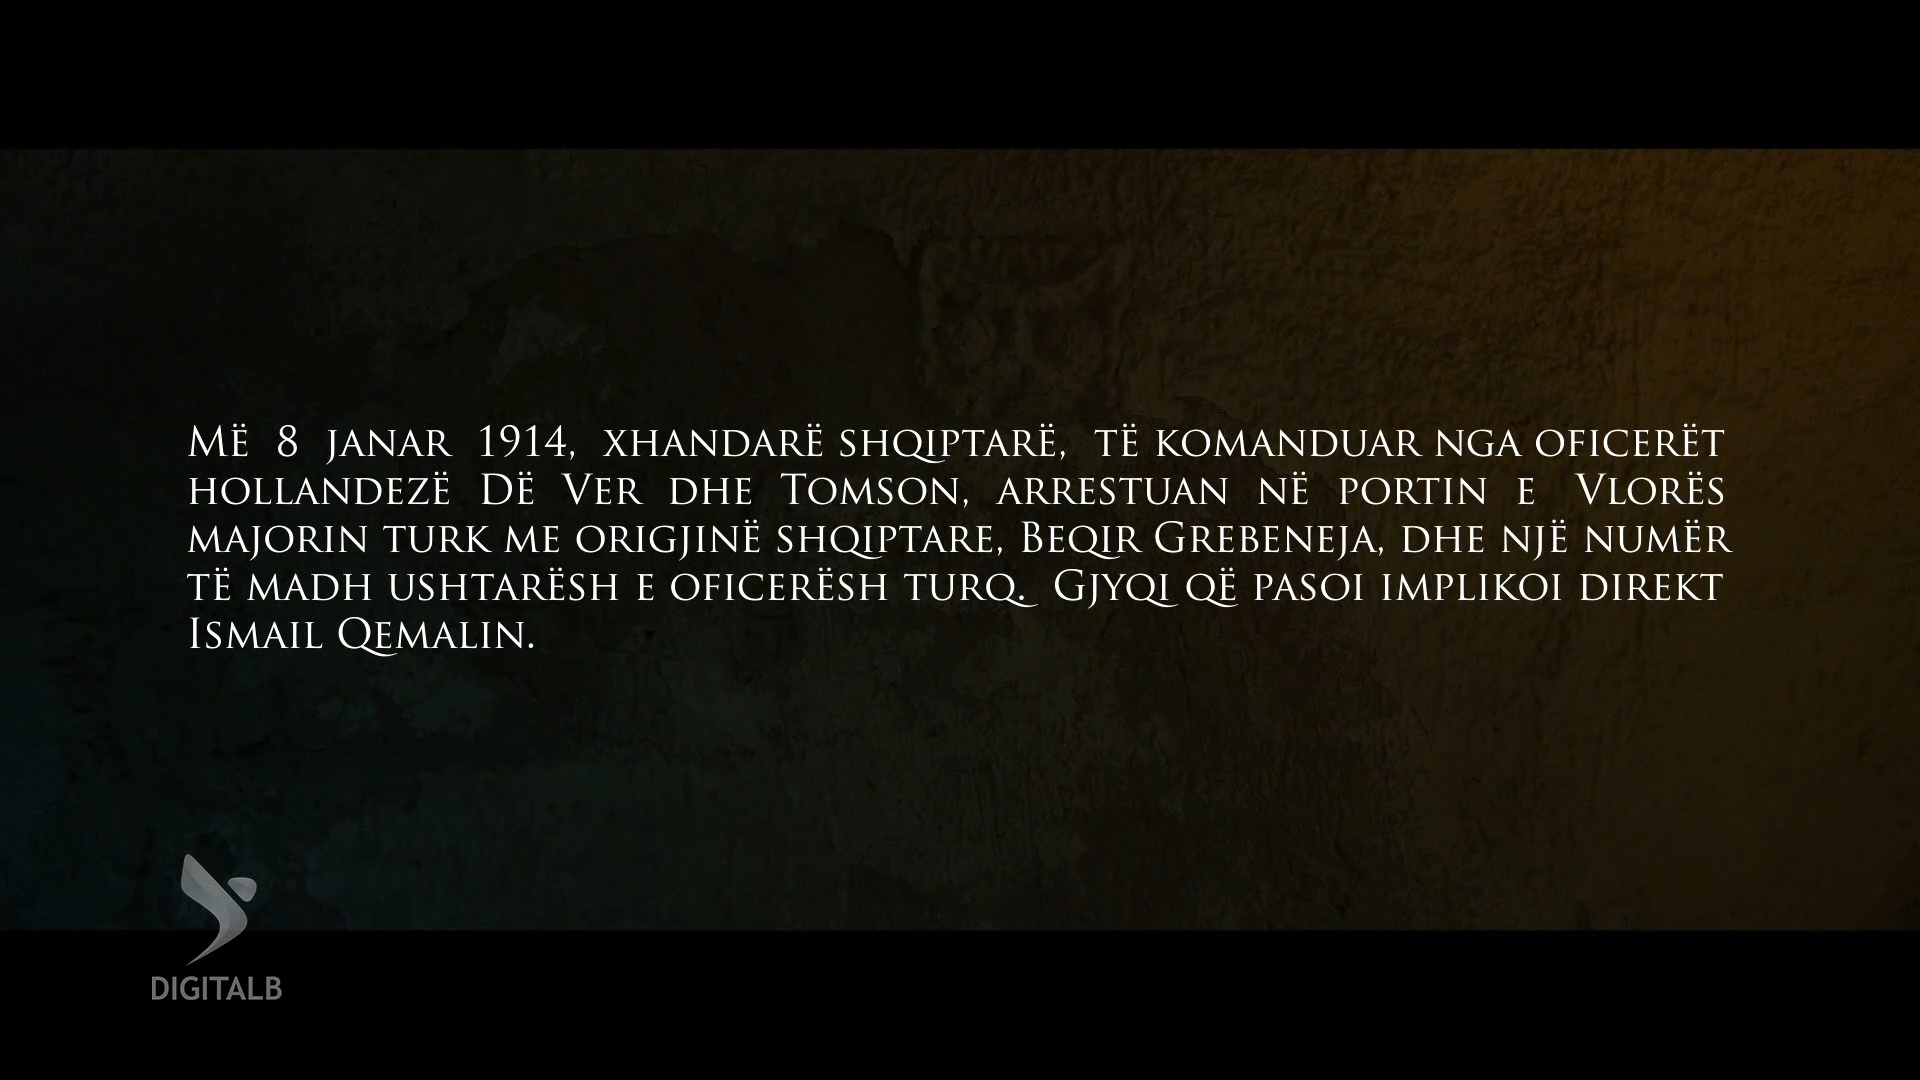 Më 8 janar 1914, xhandarë shqiptarë, të komanduar nga oficerët
hollandezë Dë Ver dhe Tomson, arrestuan në portin e Vlorës
majorin turk me origjinë shqiptare, Beqir Grebeneja, dhe një numër
të madh ushtarësh e oficerësh turq. Gjyqi që pasoi implikoi direkt
Ismail Qemalin.
DIGITALB